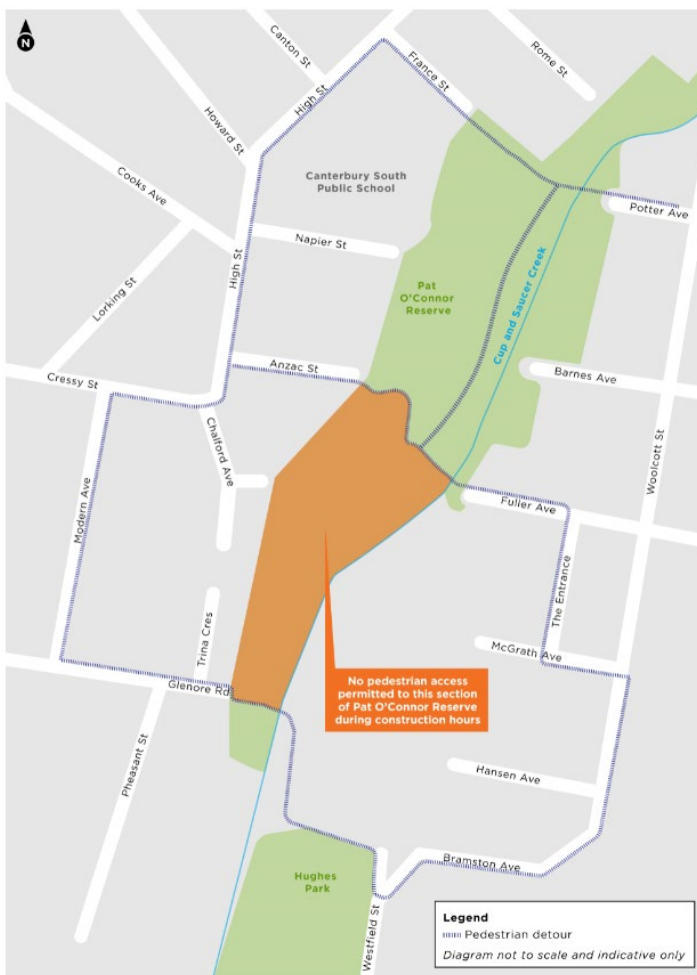 N
Canton St
High St
France St
Rome St
Howard St
Cooks Ave
Canterbury South
Public School
Potter Ave
Napier St
High St
Lorking St
Pat
O'Connor
Reserve
Cup and Saucer Creek
Anzac St
Barnes Ave
Cressy St
Chalford Ave
Woolcott St
Modern Ave
Fuller Ave
The Entrance
Trina Cres
McGrath Ave
Glenore Rd
No pedestrian access
permitted to this section
of Pat O'Connor Reserve
during construction hours
Pheasant St
Hansen Ave
Bramston Ave
Hughes
Park
Westfield St
Legend
Pedestrian detour
Diagram not to scale and indicative only